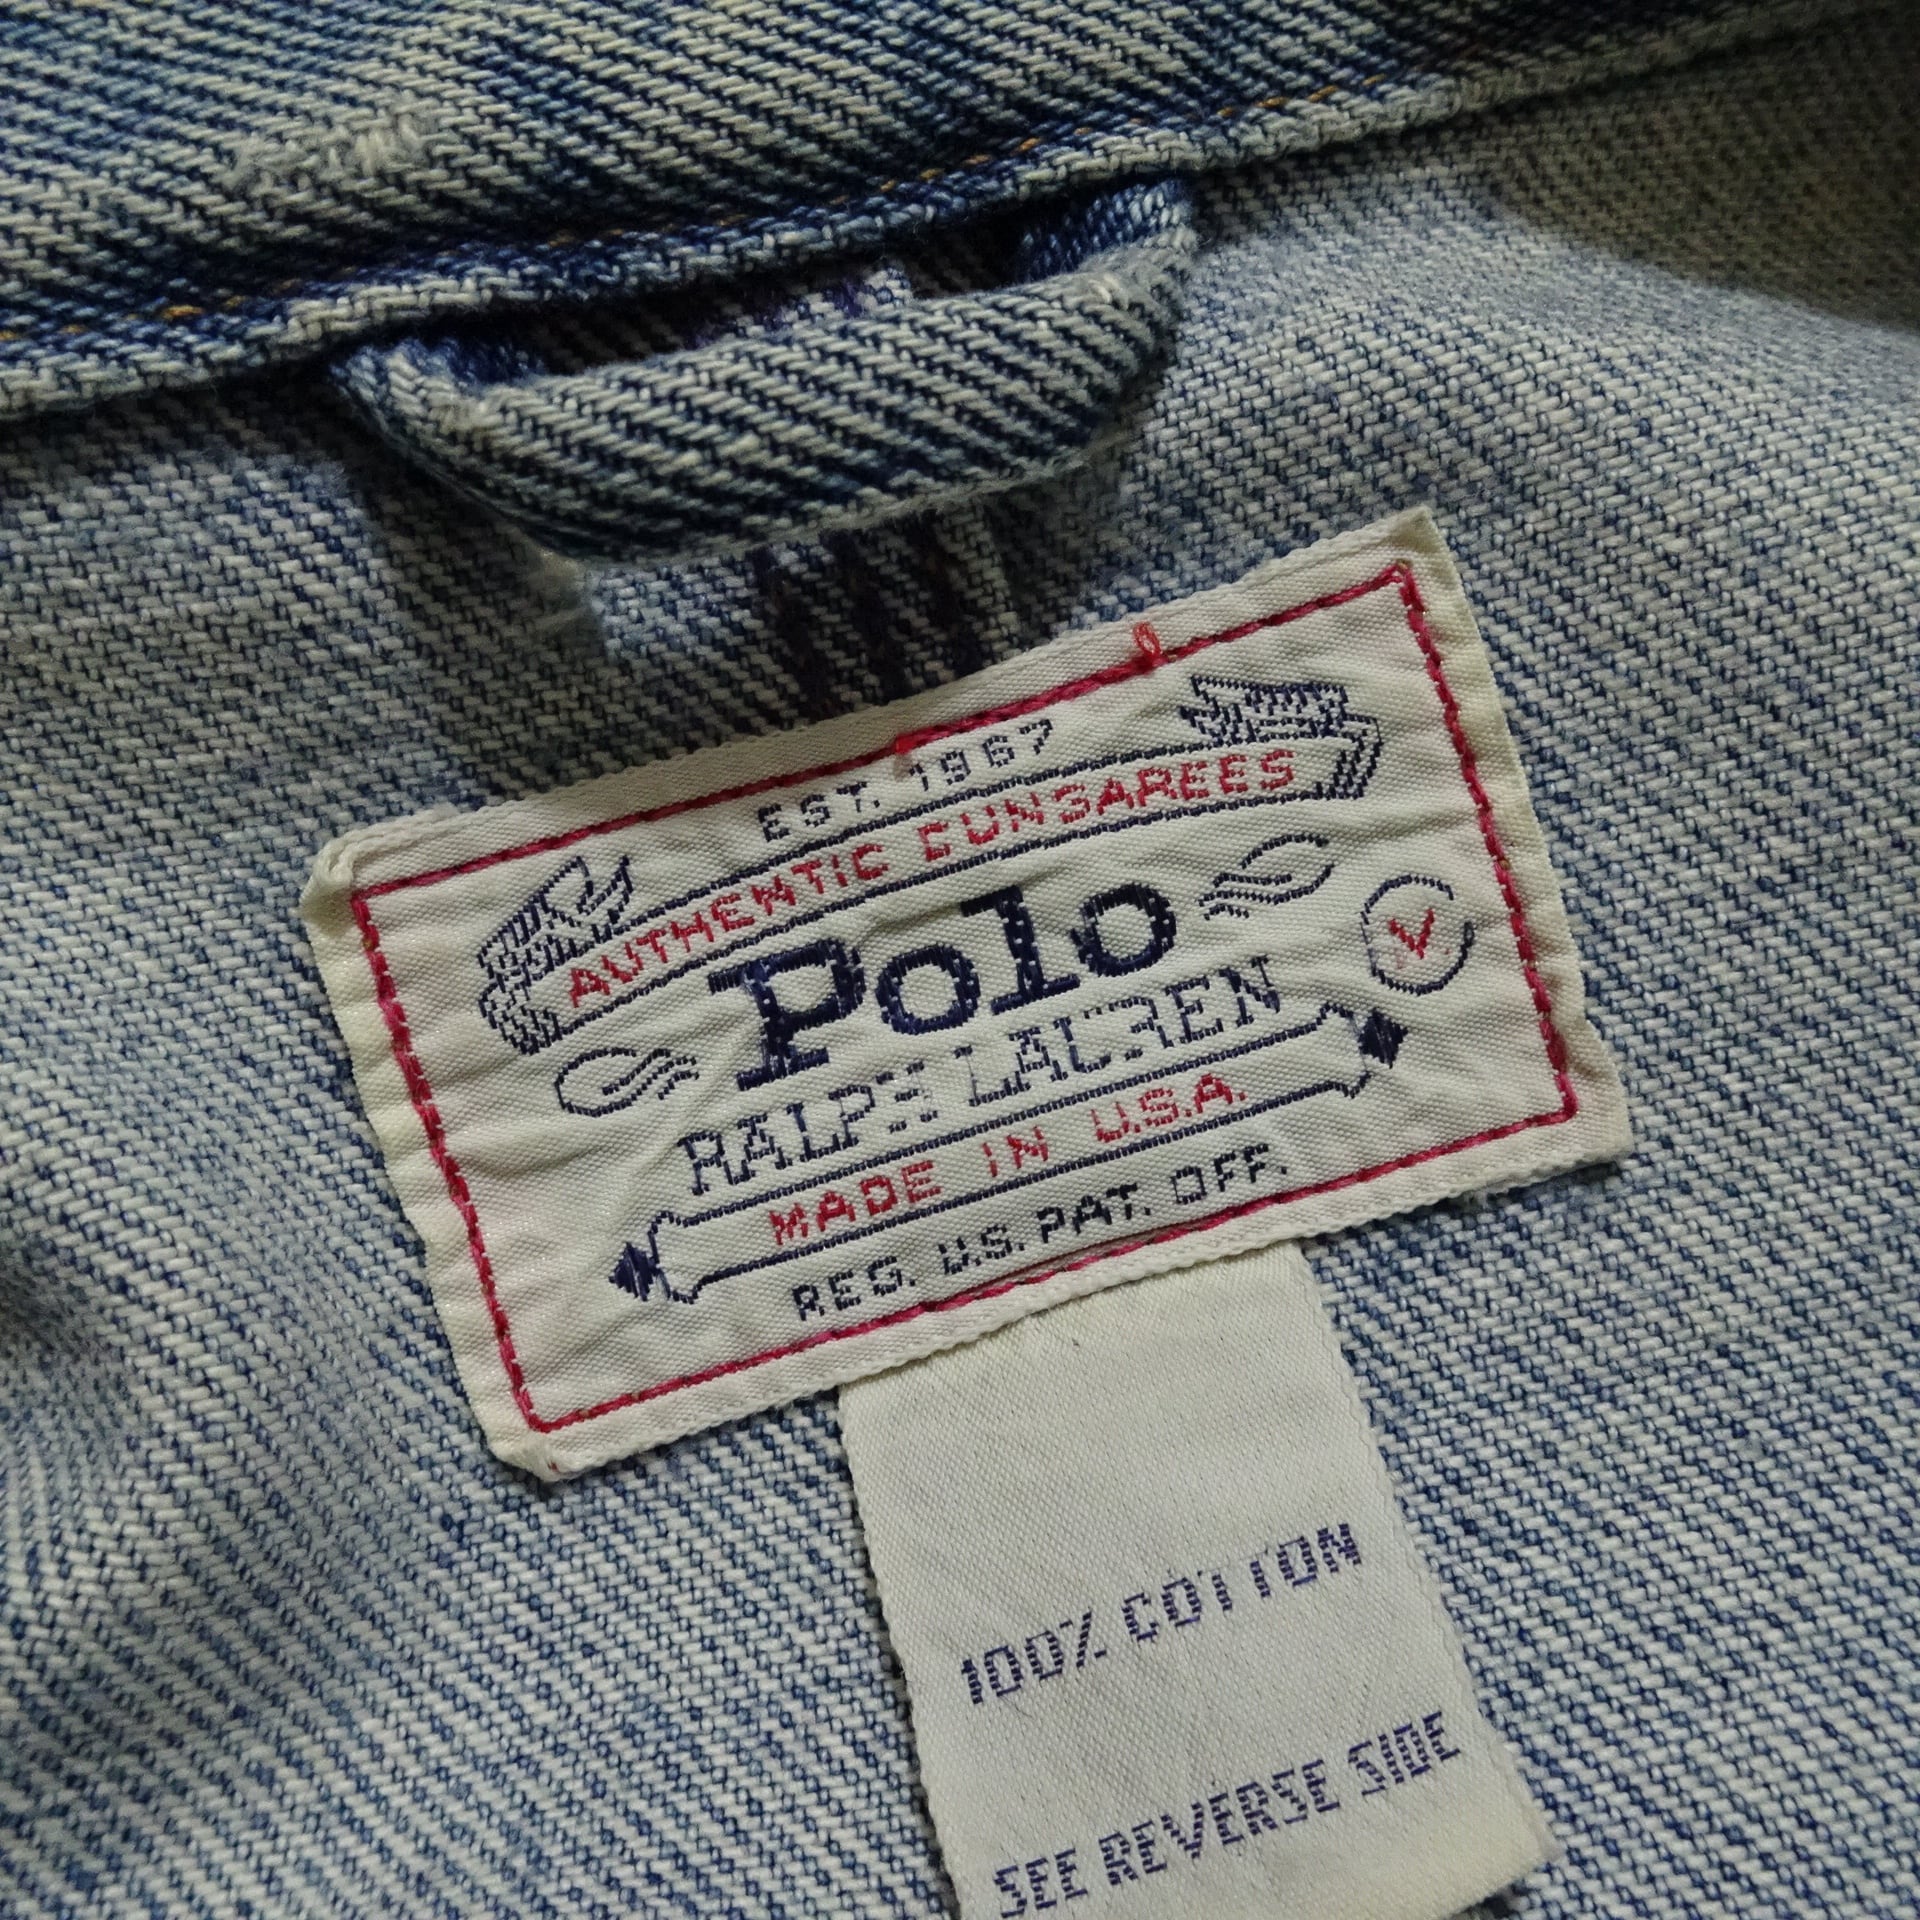 EST. 1967
AUTHENTIC DUNGAREES
Polo
RALPH LAUREN
MADE IN U.S.A.
REG. U.S. PAT. OFF.
100% COTTON
SEE REVERSE SIDE